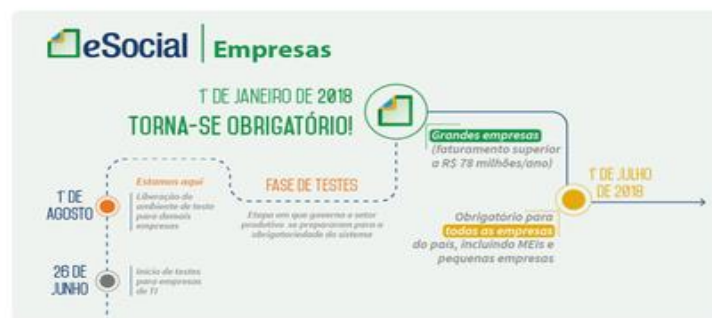 eSocial | Empresas
1º DE JANEIRO DE 2018
TORNA-SE OBRIGATÓRIO!
Grandes empresas
(faturamento superior
a R$ 78 milhões/ano)
1º DE JULHO
DE 2018
Obrigatório para
todas as empresas
do país, incluindo MEIs e
pequenas empresas
FASE DE TESTES
Etapa em que governo e setor
produtivo se prepararam para a
obrigatoriedade do sistema
1º DE
AGOSTO
Estamos aqui
Liberação do
ambiente de teste
para demais
empresas
26 DE
JUNHO
Início de testes
para empresas
de TI